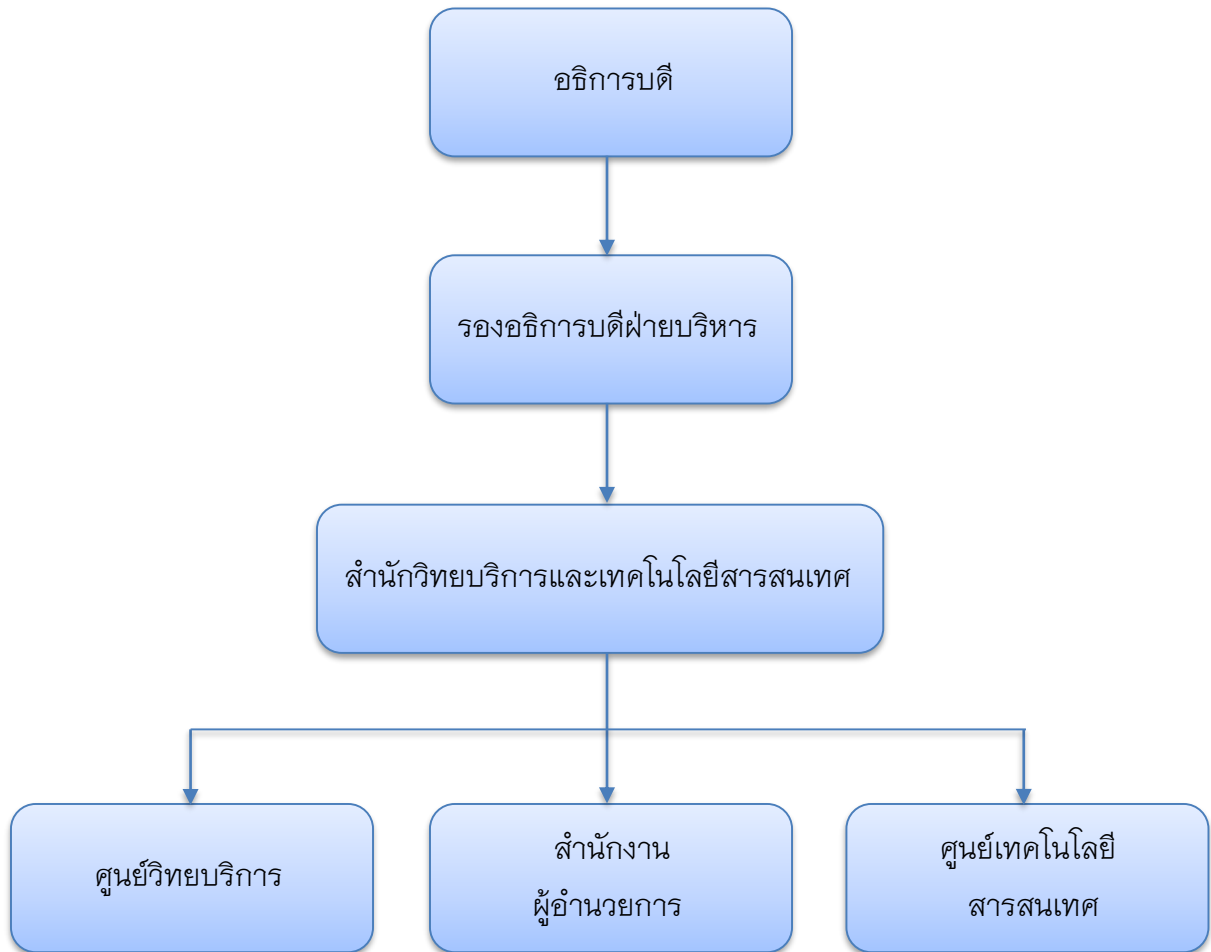 อธิการบดี
รองอธิการบดีฝ่ายบริหาร
สำนักวิทยบริการและเทคโนโลยีสารสนเทศ
ศูนย์วิทยบริการ
สำนักงาน
ผู้อำนวยการ
ศูนย์เทคโนโลยี
สารสนเทศ